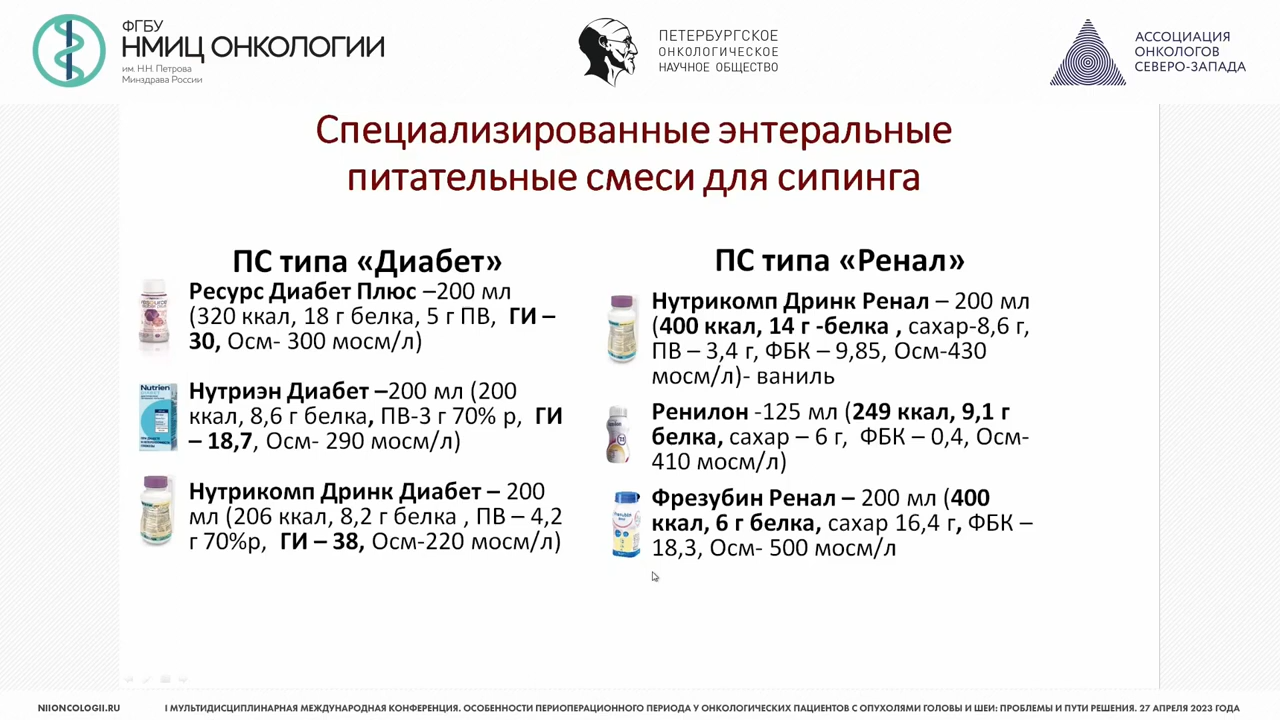 ФГБУ
НМИЦ ОНКОЛОГИИ
им. Н.Н. Петрова
Минздрава России
ПЕТЕРБУРГСКОЕ
ОНКОЛОГИЧЕСКОЕ
НАУЧНОЕ ОБЩЕСТВО
АССОЦИАЦИЯ
ОНКОЛОГОВ
СЕВЕРО-ЗАПАДА
Специализированные энтеральные
питательные смеси для сипинга
ПС типа «Диабет»
Ресурс Диабет Плюс –200 мл
(320 ккал, 18 г белка, 5 г ПВ, ГИ –
30, Осм- 300 мосм/л)
Nutrien
Нутриэн Диабет –200 мл (200
ккал, 8,6 г белка, ПВ-3 г 70% р, ГИ
– 18,7, Осм- 290 мосм/л)
Нутрикомп Дринк Диабет – 200
мл (206 ккал, 8,2 г белка , ПВ – 4,2
г 70%р, ГИ – 38, Осм-220 мосм/л)
ПС типа «Ренал»
Нутрикомп Дринк Ренал – 200 мл
(400 ккал, 14 г -белка , сахар-8,6 г,
ПВ – 3,4 г, ФБК – 9,85, Осм-430
мосм/л)- ваниль
Ренилон -125 мл (249 ккал, 9,1 г
белка, сахар – 6 г, ФБК – 0,4, Осм-
410 мосм/л)
Фрезубин Ренал – 200 мл (400
ккал, 6 г белка, сахар 16,4 г, ФБК –
18,3, Осм- 500 мосм/л
NIIONCOLOGII.RU
I МУЛЬТИДИСЦИПЛИНАРНАЯ МЕЖДУНАРОДНАЯ КОНФЕРЕНЦИЯ. ОСОБЕННОСТИ ПЕРИОПЕРАЦИОННОГО ПЕРИОДА У ОНКОЛОГИЧЕСКИХ ПАЦИЕНТОВ С ОПУХОЛЯМИ ГОЛОВЫ И ШЕИ: ПРОБЛЕМЫ И ПУТИ РЕШЕНИЯ. 27 АПРЕЛЯ 2023 ГОДА